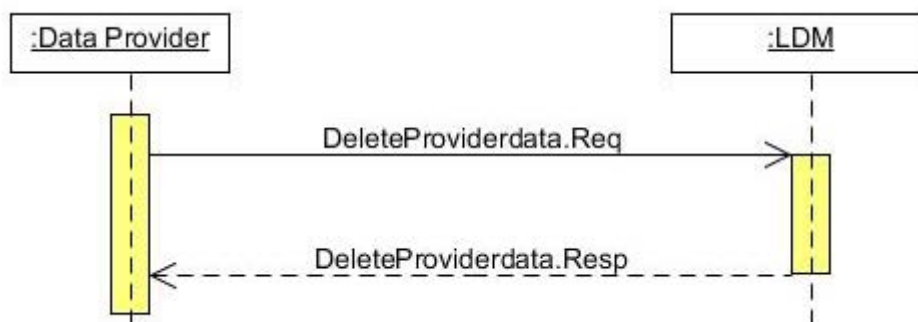 :Data Provider
:LDM
DeleteProviderdata.Req
DeleteProviderdata.Resp